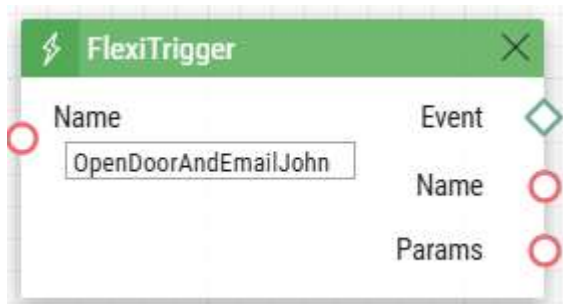 FlexiTrigger
Name
OpenDoorAndEmailJohn
Event
Name
Params